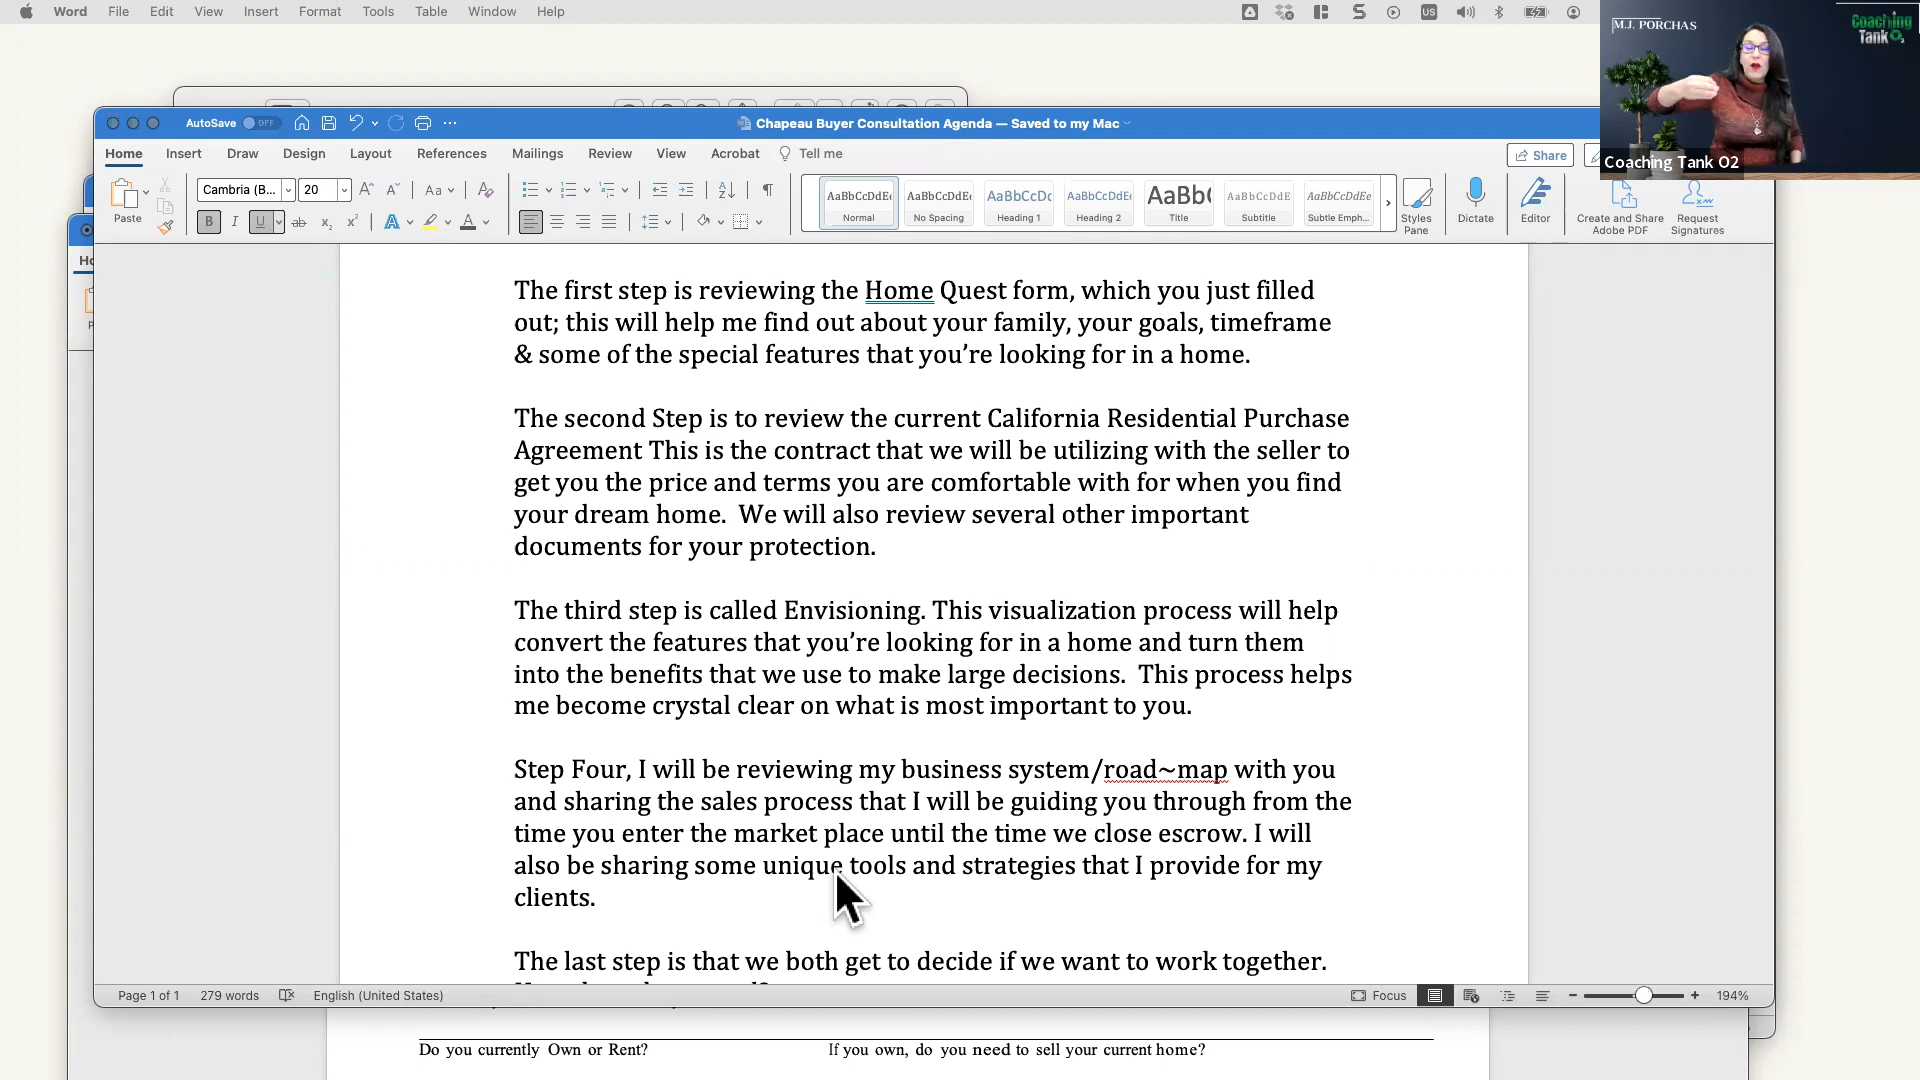 Word File Edit View Insert Format Tools Table Window Help
US
M.J. PORCHAS
Coaching
Tank O2
Coaching Tank O2
AutoSave OFF
Chapeau Buyer Consultation Agenda — Saved to my Mac
Home Insert Draw Design Layout References Mailings Review View Acrobat Tell me
Share
Paste
Cambria (B... 20
Aa
AaBbCcDdEe
Normal
AaBbCcDdEe
No Spacing
AaBbCcDc
Heading 1
AaBbCcDdEe
Heading 2
AaBb(
Title
AaBbCcDdE
Subtitle
AaBbCcDdEe
Subtle Emph...
Styles
Pane
Dictate
Editor
Create and Share
Adobe PDF
Request
Signatures
The first step is reviewing the Home Quest form, which you just filled
out; this will help me find out about your family, your goals, timeframe
& some of the special features that you’re looking for in a home.
The second Step is to review the current California Residential Purchase
Agreement This is the contract that we will be utilizing with the seller to
get you the price and terms you are comfortable with for when you find
your dream home.  We will also review several other important
documents for your protection.
The third step is called Envisioning. This visualization process will help
convert the features that you’re looking for in a home and turn them
into the benefits that we use to make large decisions.  This process helps
me become crystal clear on what is most important to you.
Step Four, I will be reviewing my business system/road~map with you
and sharing the sales process that I will be guiding you through from the
time you enter the market place until the time we close escrow. I will
also be sharing some unique tools and strategies that I provide for my
clients.
The last step is that we both get to decide if we want to work together.
Page 1 of 1 279 words English (United States) Focus 194%
Do you currently Own or Rent? If you own, do you need to sell your current home?